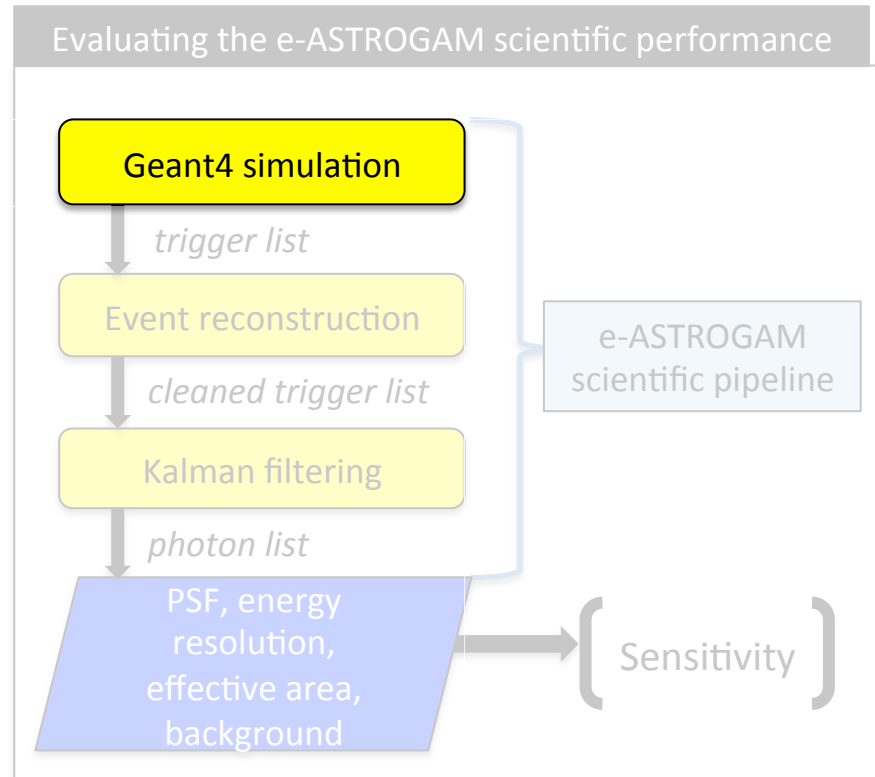 Evaluating the e-ASTROGAM scientific performance
Geant4 simulation
trigger list
Event reconstruction
cleaned trigger list
Kalman filtering
photon list
PSF, energy
resolution,
effective area,
background
e-ASTROGAM
scientific pipeline
Sensitivity